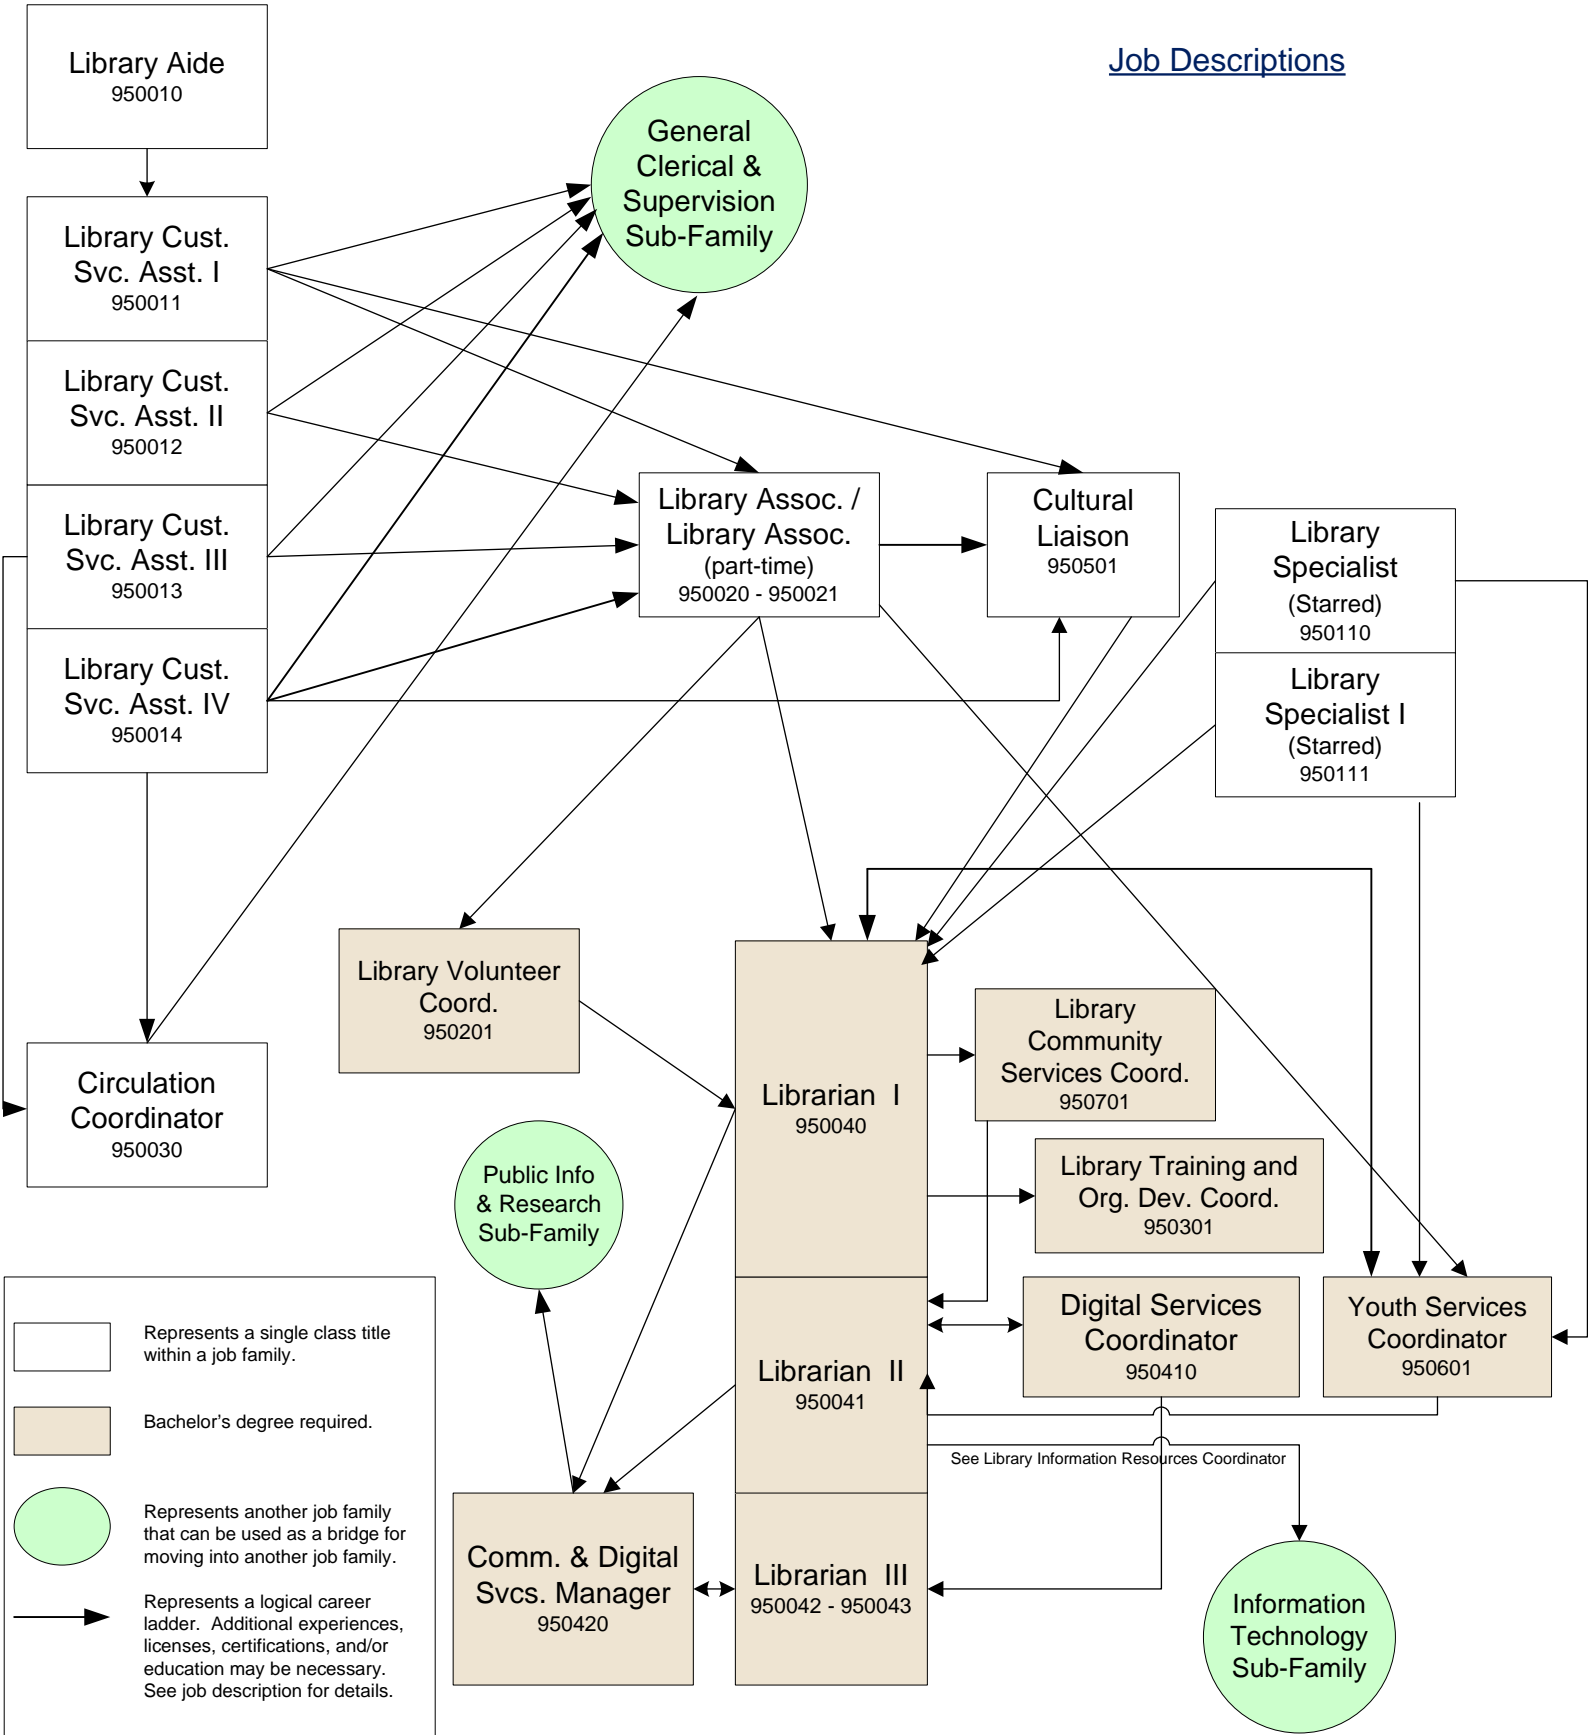 Job Descriptions
Library Aide
950010
General
Clerical &
Supervision
Sub-Family
Library Cust.
Svc. Asst. I
950011
Library Cust.
Svc. Asst. II
950012
Library Cust.
Svc. Asst. III
950013
Library Cust.
Svc. Asst. IV
950014
Library Assoc. /
Library Assoc.
(part-time)
950020 - 950021
Cultural
Liaison
950501
Library
Specialist
(Starred)
950110
Library
Specialist I
(Starred)
950111
Library Volunteer
Coord.
950201
Circulation
Coordinator
950030
Librarian I
950040
Library
Community
Services Coord.
950701
Public Info
& Research
Sub-Family
Library Training and
Org. Dev. Coord.
950301
Librarian II
950041
Digital Services
Coordinator
950410
Youth Services
Coordinator
950601
See Library Information Resources Coordinator
Comm. & Digital
Svcs. Manager
950420
Librarian III
950042 - 950043
Information
Technology
Sub-Family
Represents a single class title
within a job family.
Bachelor's degree required.
Represents another job family
that can be used as a bridge for
moving into another job family.
Represents a logical career
ladder. Additional experiences,
licenses, certifications, and/or
education may be necessary.
See job description for details.